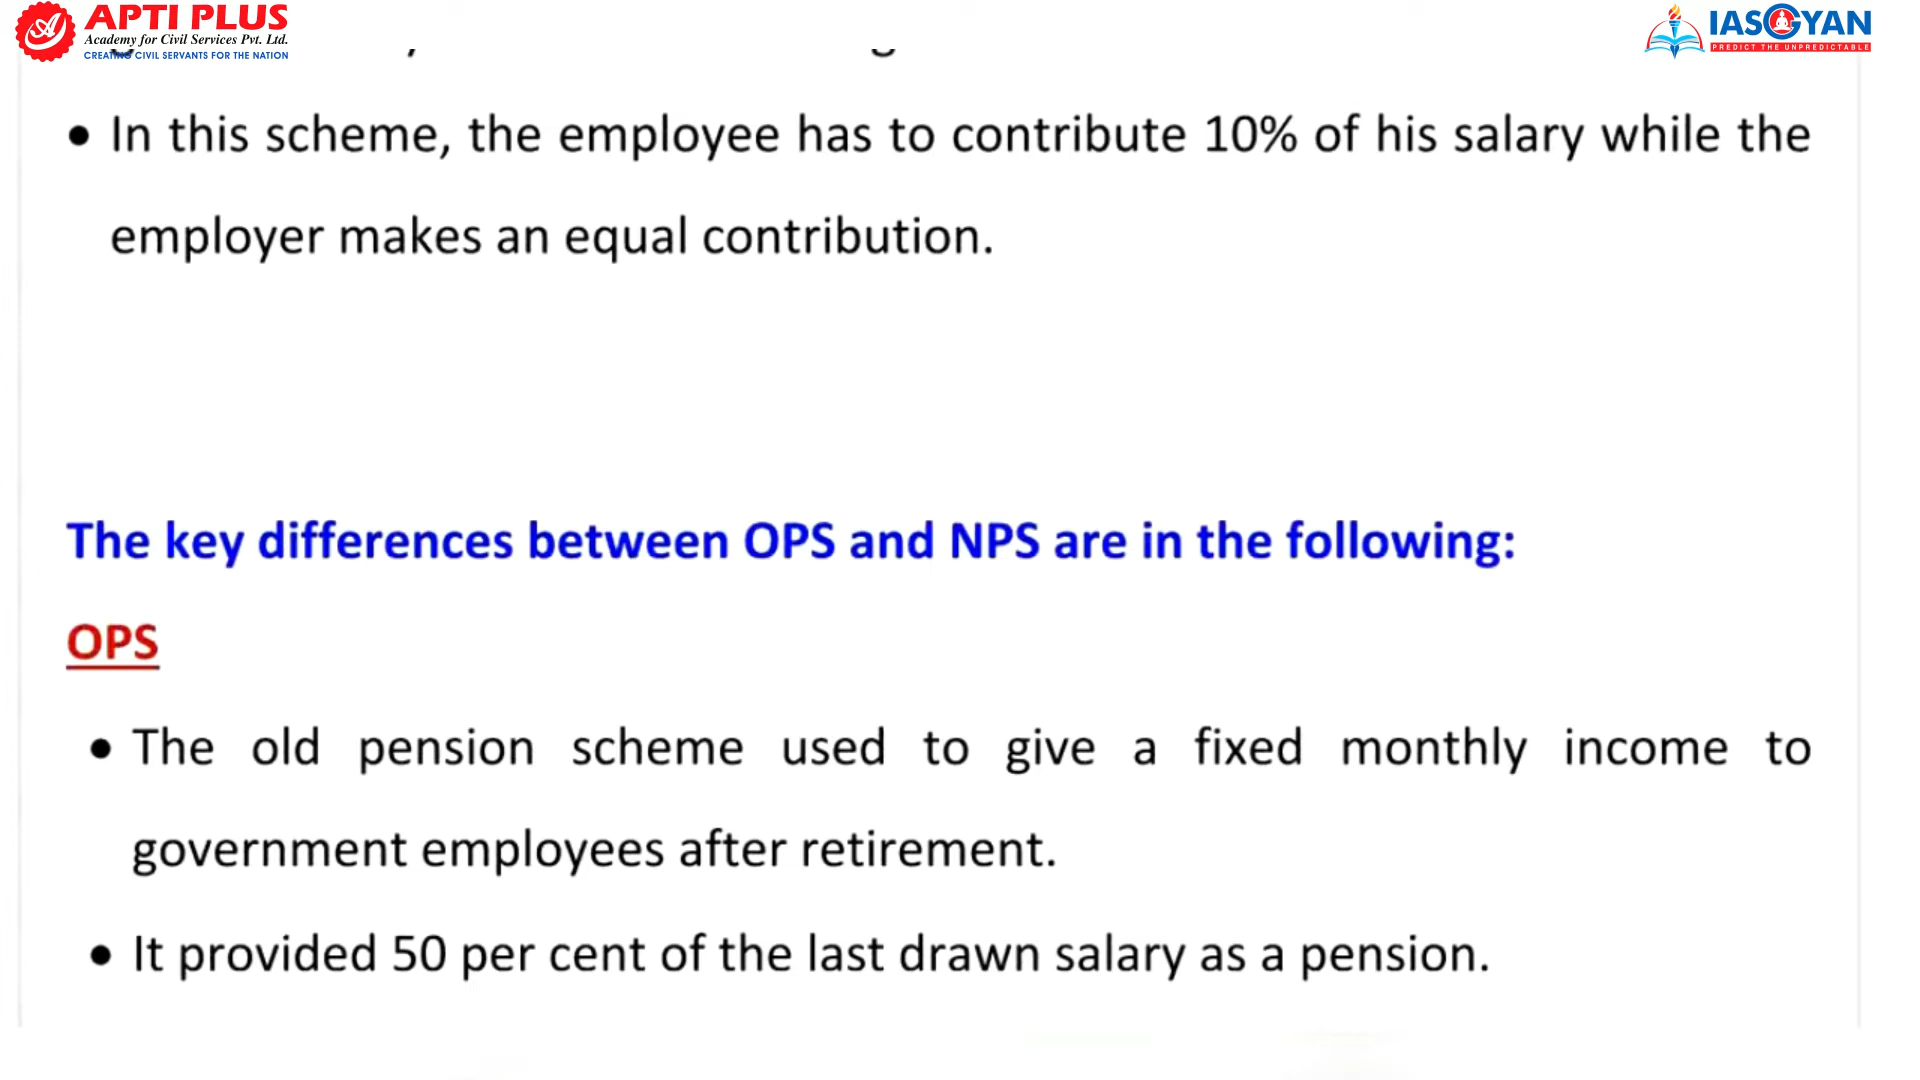 APTI PLUS
Academy for Civil Services Pvt. Ltd.
CREATING CIVIL SERVANTS FOR THE NATION
IASGYAN
PREDICT THE UNPREDICTABLE
• In this scheme, the employee has to contribute 10% of his salary while the
employer makes an equal contribution.
The key differences between OPS and NPS are in the following:
OPS
• The old pension scheme used to give a fixed monthly income to
government employees after retirement.
• It provided 50 per cent of the last drawn salary as a pension.